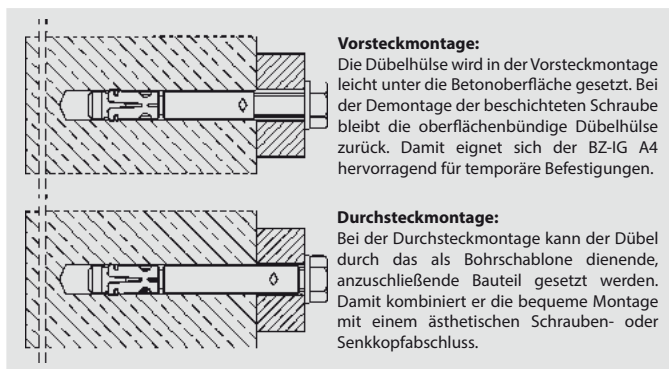 Vorsteckmontage:
Die Dübelhülse wird in der Vorsteckmontage
leicht unter die Betonoberfläche gesetzt. Bei
der Demontage der beschichteten Schraube
bleibt die oberflächenbündige Dübelhülse
zurück. Damit eignet sich der BZ-IG A4
hervorragend für temporäre Befestigungen.
Durchsteckmontage:
Bei der Durchsteckmontage kann der Dübel
durch das als Bohrschablone dienende,
anzuschließende Bauteil gesetzt werden.
Damit kombiniert er die bequeme Montage
mit einem ästhetischen Schrauben- oder
Senkkopfabschluss.